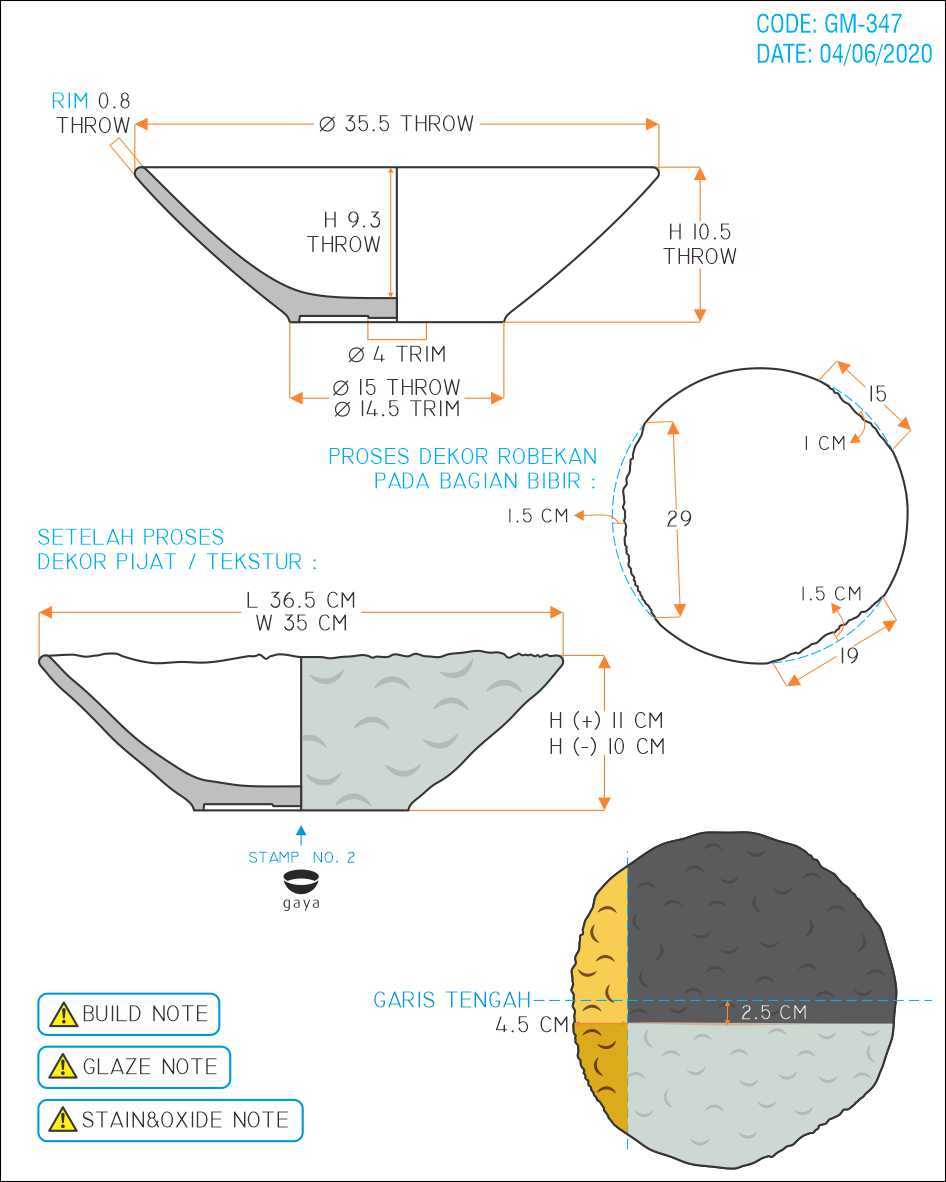 CODE: GM-347
DATE: 04/06/2020
RIM 0.8
THROW
Ø 35.5 THROW
H 9.3
THROW
H 10.5
THROW
Ø 4 TRIM
Ø 15 THROW
Ø 14.5 TRIM
PROSES DEKOR ROBEKAN
PADA BAGIAN BIBIR :
15
1 CM
1.5 CM
29
1.5 CM
19
SETELAH PROSES
DEKOR PIJAT / TEKSTUR :
L 36.5 CM
W 35 CM
H (+) 11 CM
H (-) 10 CM
STAMP NO. 2
gaya
GARIS TENGAH
4.5 CM
2.5 CM
BUILD NOTE
GLAZE NOTE
STAIN&OXIDE NOTE